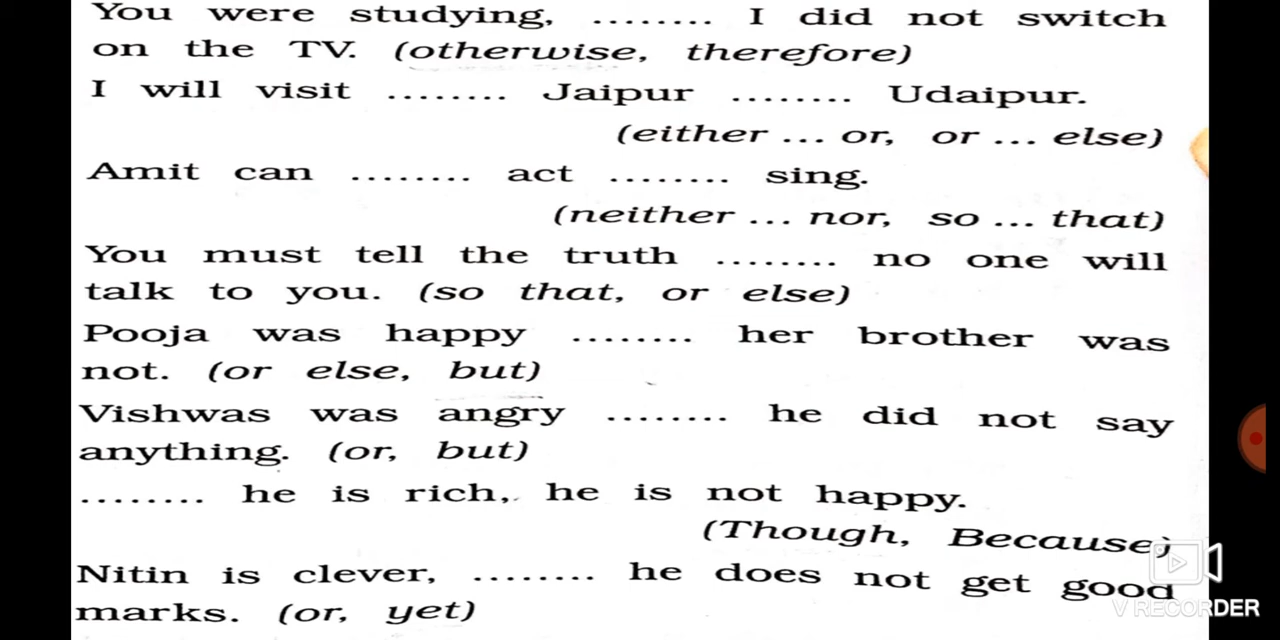 You were studying, ........ I did not switch
on the TV. (otherwise, therefore)
I will visit ........ Jaipur ........ Udaipur.
(either ... or, or ... else)
Amit can ........ act ........ sing.
(neither ... nor, so ... that)
You must tell the truth ........ no one will
talk to you. (so that, or else)
Pooja was happy ........ her brother was
not. (or else, but)
Vishwas was angry ........ he did not say
anything. (or, but)
........ he is rich, he is not happy.
(Though, Because)
Nitin is clever, ........ he does not get good
marks. (or, yet)
V RECORDER